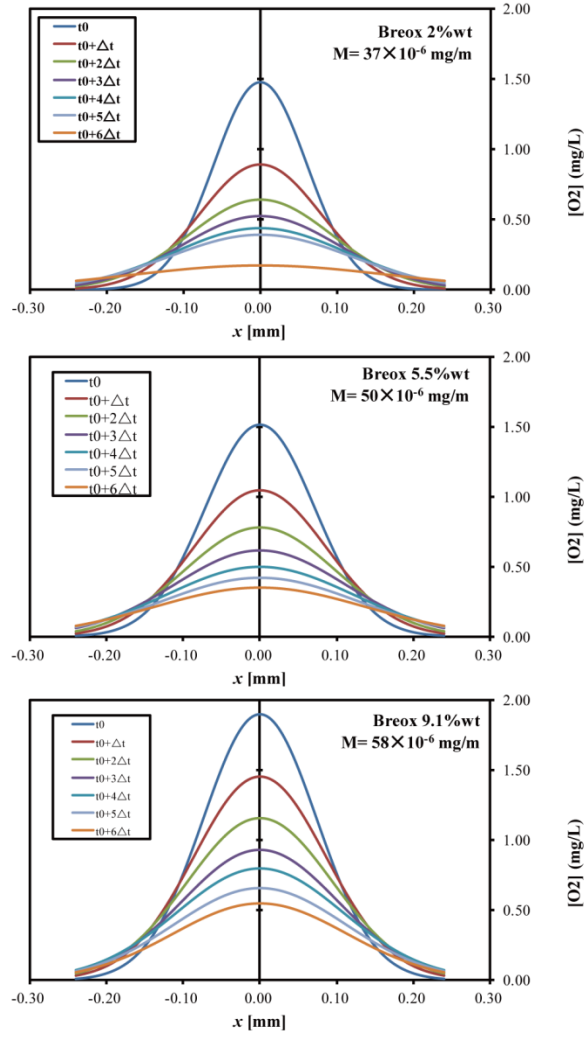 2.00
t0
t0+△t
t0+2△t
t0+3△t
t0+4△t
t0+5△t
t0+6△t
Breox 2%wt
M= 37×10-6 mg/m
1.50
1.00
0.50
0.00
[O2] (mg/L)
-0.30 -0.20 -0.10 0.00 0.10 0.20 0.30
x [mm]
2.00
t0
t0+△t
t0+2△t
t0+3△t
t0+4△t
t0+5△t
t0+6△t
Breox 5.5%wt
M= 50×10-6 mg/m
1.50
1.00
0.50
0.00
[O2] (mg/L)
-0.30 -0.20 -0.10 0.00 0.10 0.20 0.30
x [mm]
2.00
t0
t0+△t
t0+2△t
t0+3△t
t0+4△t
t0+5△t
t0+6△t
Breox 9.1%wt
M= 58×10-6 mg/m
1.50
1.00
0.50
0.00
[O2] (mg/L)
-0.30 -0.20 -0.10 0.00 0.10 0.20 0.30
x [mm]